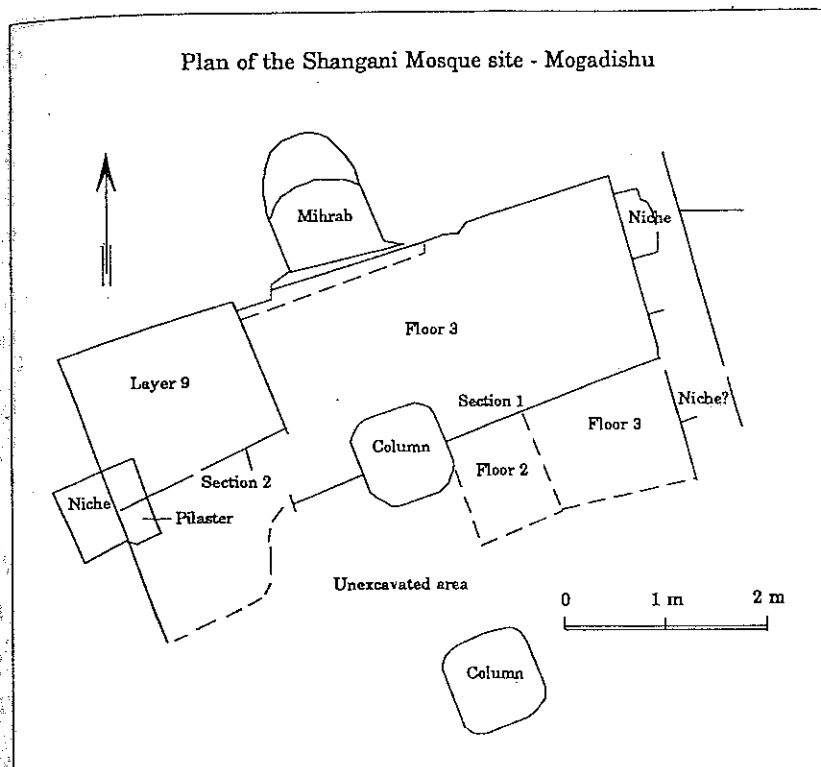 Plan of the Shangani Mosque site - Mogadishu
Mihrab
Niche
Floor 3
Layer 9
Section 1
Niche?
Floor 3
Column
Floor 2
Section 2
Niche
Pilaster
Unexcavated area
0 1 m 2 m
Column